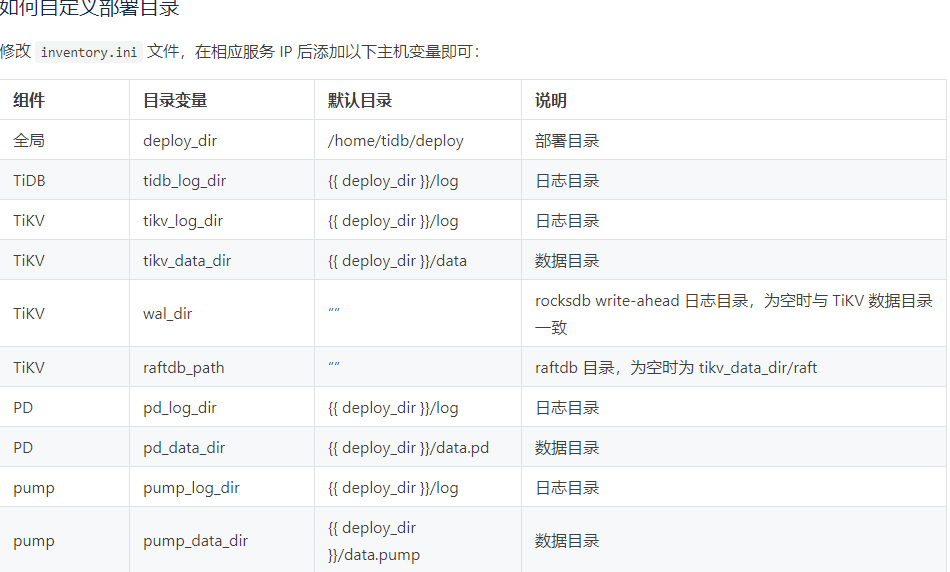 如何自定义部署目录
修改 inventory.ini 文件，在相应服务 IP 后添加以下主机变量即可：
组件 目录变量 默认目录 说明
全局 deploy_dir /home/tidb/deploy 部署目录
TiDB tidb_log_dir {{ deploy_dir }}/log 日志目录
TiKV tikv_log_dir {{ deploy_dir }}/log 日志目录
TiKV tikv_data_dir {{ deploy_dir }}/data 数据目录
TiKV wal_dir “” rocksdb write-ahead 日志目录，为空时与 TiKV 数据目录
一致
TiKV raftdb_path “” raftdb 目录，为空时为 tikv_data_dir/raft
PD pd_log_dir {{ deploy_dir }}/log 日志目录
PD pd_data_dir {{ deploy_dir }}/data.pd 数据目录
pump pump_log_dir {{ deploy_dir }}/log 日志目录
pump pump_data_dir {{ deploy_dir
}}/data.pump 数据目录